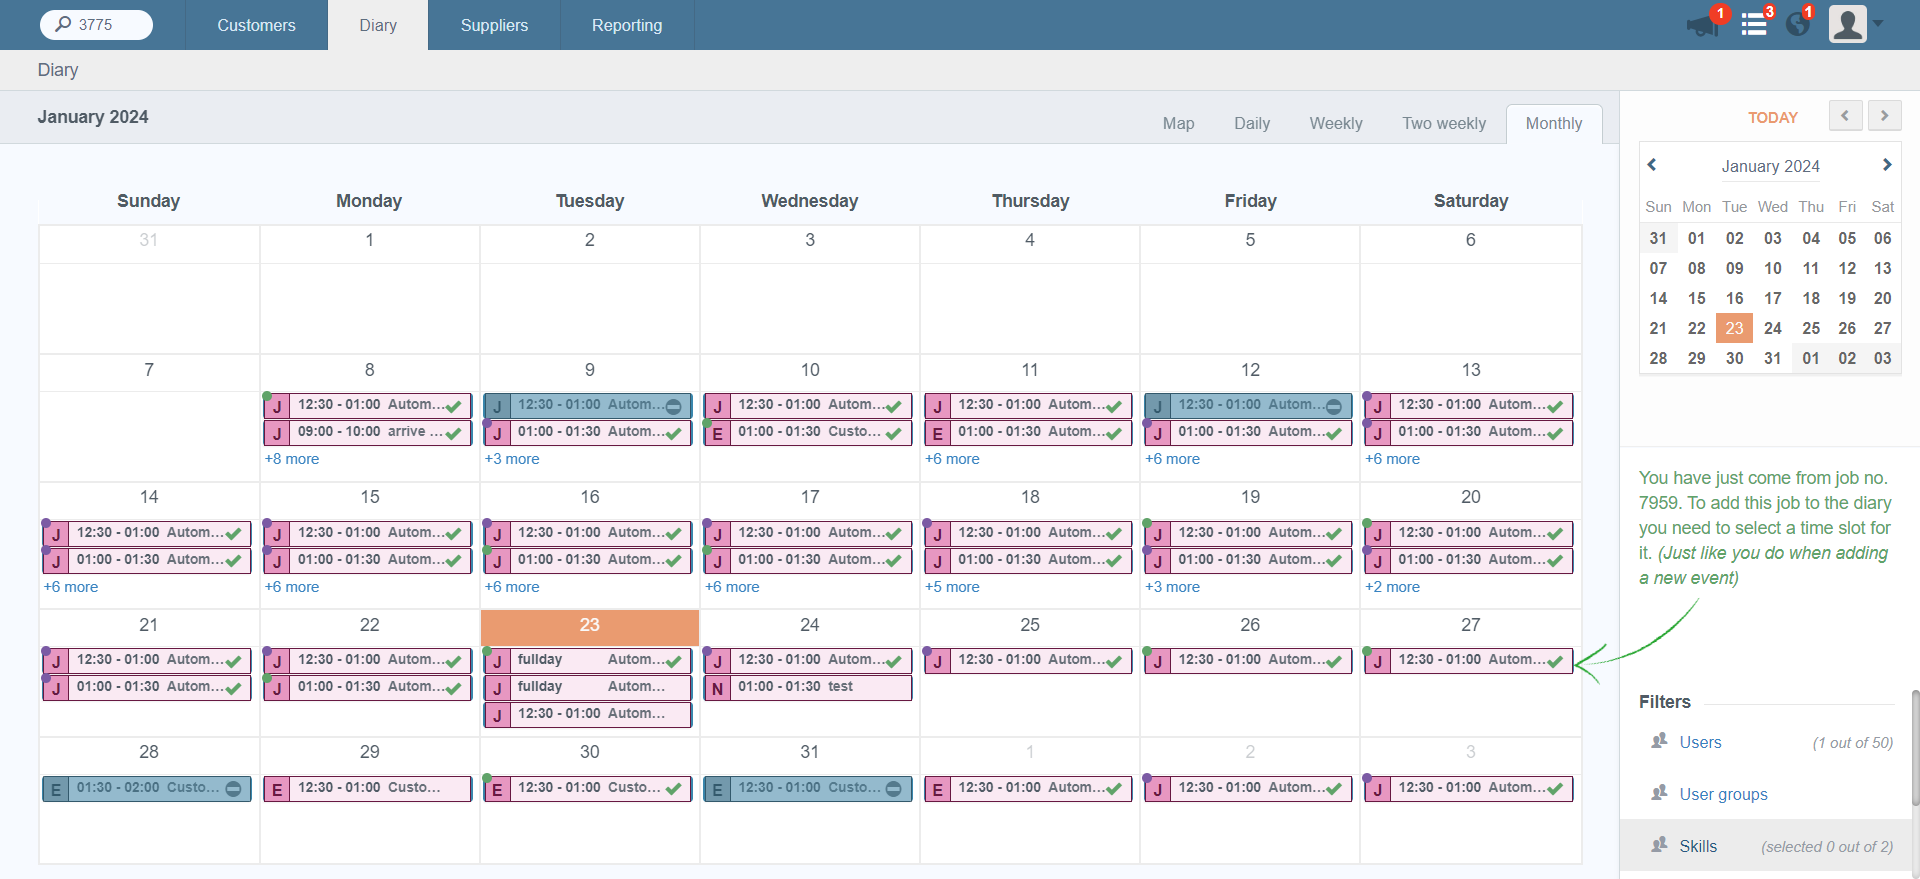 3775
Customers
Diary
Suppliers
Reporting
1
3
1
Diary
January 2024
Map Daily Weekly Two weekly Monthly
TODAY
January 2024
Sun Mon Tue Wed Thu Fri Sat
31 01 02 03 04 05 06
07 08 09 10 11 12 13
14 15 16 17 18 19 20
21 22 23 24 25 26 27
28 29 30 31 01 02 03
Sunday Monday Tuesday Wednesday Thursday Friday Saturday
31 1 2 3 4 5 6
7 8 9 10 11 12 13
J 12:30 - 01:00 Autom... J 12:30 - 01:00 Autom... J 12:30 - 01:00 Autom... J 12:30 - 01:00 Autom... J 12:30 - 01:00 Autom... J 12:30 - 01:00 Autom...
J 09:00 - 10:00 arrive ... J 01:00 - 01:30 Autom... E 01:00 - 01:30 Custo... E 01:00 - 01:30 Autom... J 01:00 - 01:30 Autom... J 01:00 - 01:30 Autom...
+8 more +3 more +6 more +6 more +6 more
14 15 16 17 18 19 20
J 12:30 - 01:00 Autom... J 12:30 - 01:00 Autom... J 12:30 - 01:00 Autom... J 12:30 - 01:00 Autom... J 12:30 - 01:00 Autom... J 12:30 - 01:00 Autom... J 12:30 - 01:00 Autom...
J 01:00 - 01:30 Autom... J 01:00 - 01:30 Autom... J 01:00 - 01:30 Autom... J 01:00 - 01:30 Autom... J 01:00 - 01:30 Autom... J 01:00 - 01:30 Autom... J 01:00 - 01:30 Autom...
+6 more +6 more +6 more +6 more +5 more +3 more +2 more
21 22 23 24 25 26 27
J 12:30 - 01:00 Autom... J 12:30 - 01:00 Autom... J fullday Autom... J 12:30 - 01:00 Autom... J 12:30 - 01:00 Autom... J 12:30 - 01:00 Autom... J 12:30 - 01:00 Autom...
J 01:00 - 01:30 Autom... J 01:00 - 01:30 Autom... J fullday Autom... N 01:00 - 01:30 test
J 12:30 - 01:00 Autom...
28 29 30 31 1 2 3
E 01:30 - 02:00 Custo... E 12:30 - 01:00 Custo... E 12:30 - 01:00 Custo... E 12:30 - 01:00 Custo... E 12:30 - 01:00 Autom... J 12:30 - 01:00 Autom... J 12:30 - 01:00 Autom...
You have just come from job no.
7959. To add this job to the diary
you need to select a time slot for
it. (Just like you do when adding
a new event)
Filters
Users (1 out of 50)
User groups
Skills (selected 0 out of 2)